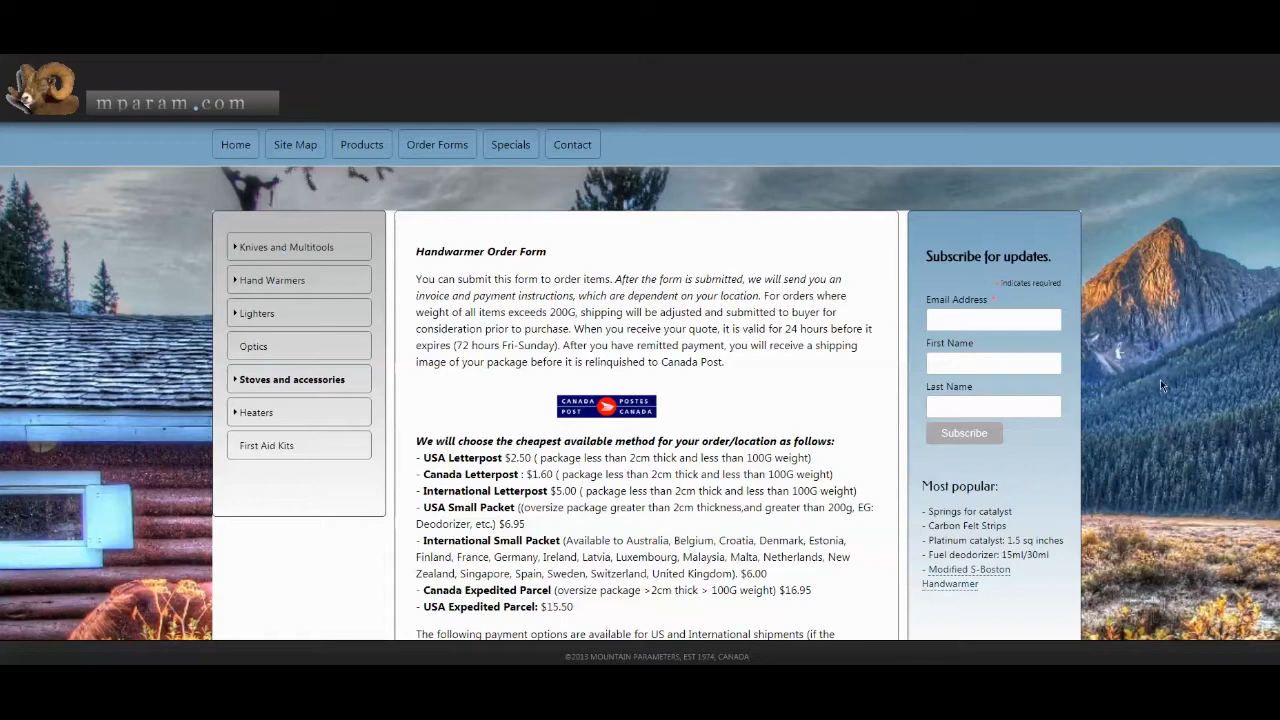 mparam.com
Home Site Map Products Order Forms Specials Contact
Knives and Multitools
Hand Warmers
Lighters
Optics
Stoves and accessories
Heaters
First Aid Kits
Handwarmer Order Form
You can submit this form to order items. After the form is submitted, we will send you an
invoice and payment instructions, which are dependent on your location. For orders where
weight of all items exceeds 200G, shipping will be adjusted and submitted to buyer for
consideration prior to purchase. When you receive your quote, it is valid for 24 hours before it
expires (72 hours Fri-Sunday). After you have remitted payment, you will receive a shipping
image of your package before it is relinquished to Canada Post.
CANADA POSTES
POST CANADA
We will choose the cheapest available method for your order/location as follows:
- USA Letterpost $2.50 ( package less than 2cm thick and less than 100G weight)
- Canada Letterpost : $1.60 ( package less than 2cm thick and less than 100G weight)
- International Letterpost $5.00 ( package less than 2cm thick and less than 100G weight)
- USA Small Packet ((oversize package greater than 2cm thickness,and greater than 200g, EG:
Deodorizer, etc.) $6.95
- International Small Packet (Available to Australia, Belgium, Croatia, Denmark, Estonia,
Finland, France, Germany, Ireland, Latvia, Luxembourg, Malaysia, Malta, Netherlands, New
Zealand, Singapore, Spain, Sweden, Switzerland, United Kingdom). $6.00
- Canada Expedited Parcel (oversize package >2cm thick > 100G weight) $16.95
- USA Expedited Parcel: $15.50
The following payment options are available for US and International shipments (if the
Subscribe for updates.
* indicates required
Email Address *
First Name
Last Name
Subscribe
Most popular:
- Springs for catalyst
- Carbon Felt Strips
- Platinum catalyst: 1.5 sq inches
- Fuel deodorizer: 15ml/30ml
- Modified S-Boston
Handwarmer
©2013 MOUNTAIN PARAMETERS, EST 1974, CANADA